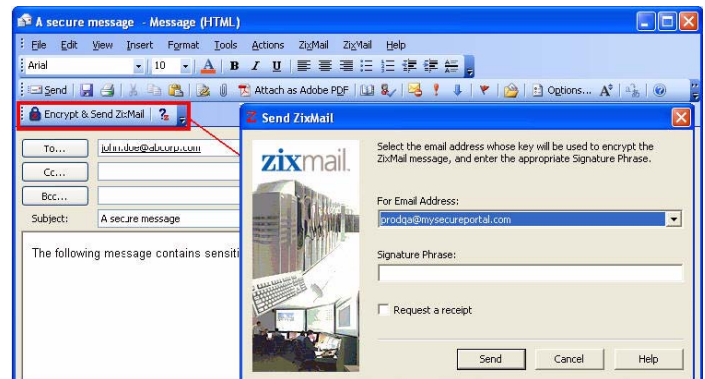 A secure message - Message (HTML)
File Edit View Insert Format Tools Actions ZixMail ZixMail Help
Arial 10 A B I U
Send Attach as Adobe PDF Options...
Encrypt & Send ZixMail ?
Send ZixMail
To... john.doe@abcorp.com
Cc...
Bcc...
Subject: A secure message
The following message contains sensiti
zixmail.
Select the email address whose key will be used to encrypt the
ZixMail message, and enter the appropriate Signature Phrase.
For Email Address:
prodqa@mysecureportal.com
Signature Phrase:
Request a receipt
Send Cancel Help